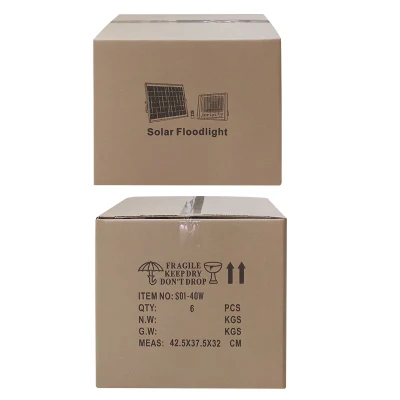 Solar Floodlight
FRAGILE
KEEP DRY
DON'T DROP
ITEM NO: S01-40W
QTY: 6 PCS
N.W: KGS
G.W: KGS
MEAS: 42.5X37.5X32 CM